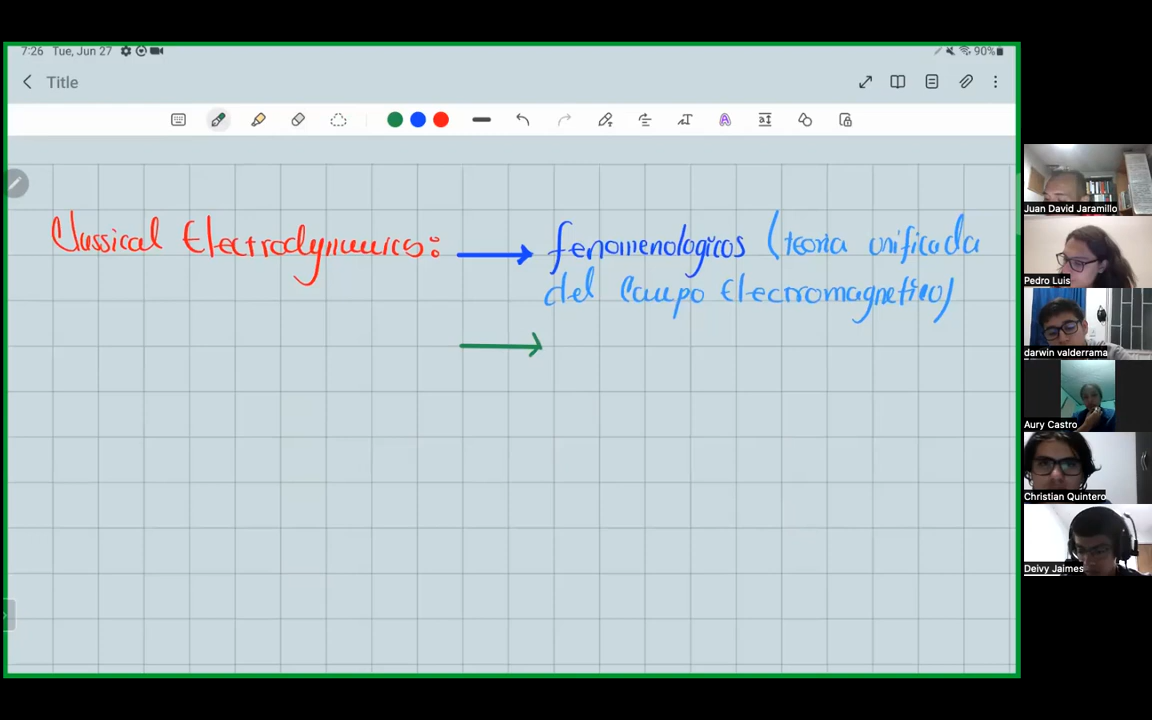 7:26 Tue, Jun 27
90%
Title
Classical Electrodynamics: → fenomenologicos (teoria unificada
del Campo Electromagnetico)
→
Juan David Jaramillo
Pedro Luis
darwin valderrama
Aury Castro
Christian Quintero
Deivy Jaimes